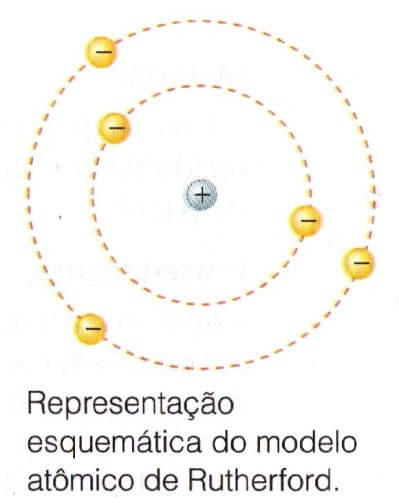 −
−
+
−
−
−
Representação
esquemática do modelo
atômico de Rutherford.